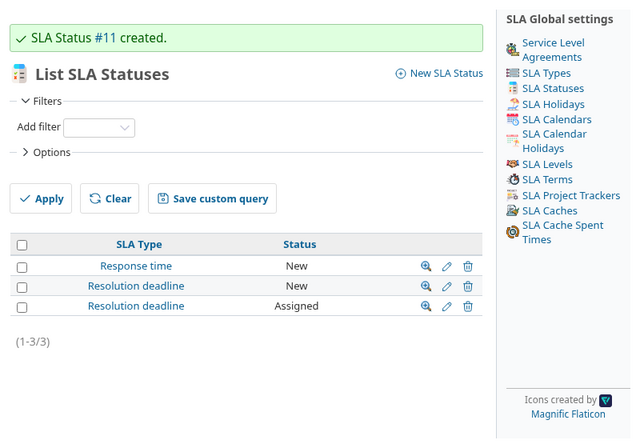 SLA Status #11 created.
List SLA Statuses
New SLA Status
Filters
Add filter
Options
Apply
Clear
Save custom query
SLA Type Status
Response time New
Resolution deadline New
Resolution deadline Assigned
(1-3/3)
SLA Global settings
Service Level
Agreements
SLA Types
SLA Statuses
SLA Holidays
SLA Calendars
SLA Calendar
Holidays
SLA Levels
SLA Terms
SLA Project Trackers
SLA Caches
SLA Cache Spent
Times
Icons created by
Magnific Flaticon